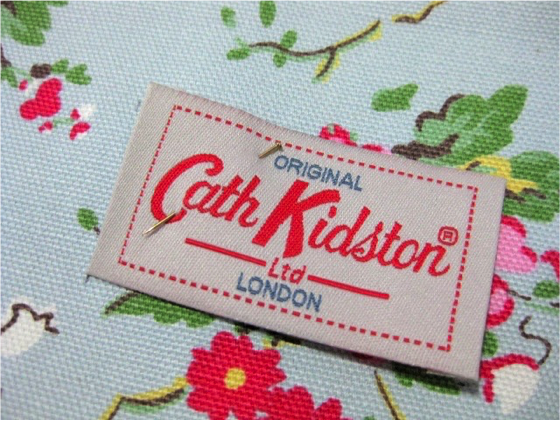 ORIGINAL
Cath Kidston®
Ltd
LONDON